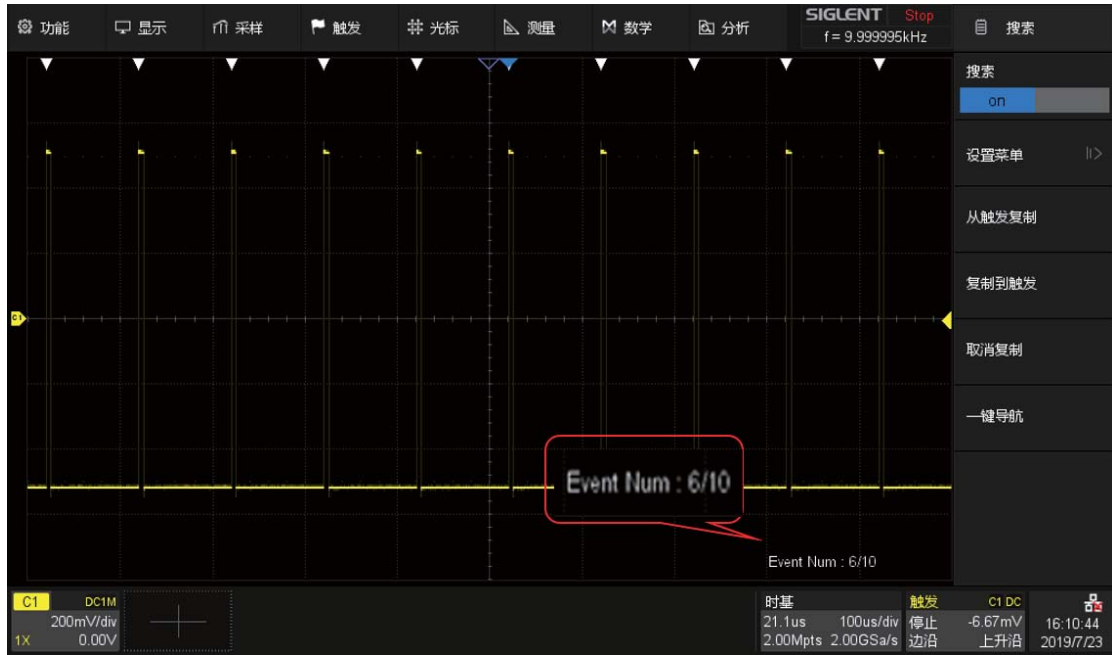 功能 显示 采样 触发 光标 测量 数学 分析
SIGLENT Stop
f = 9.999995kHz
搜索
搜索
on
设置菜单
从触发复制
复制到触发
取消复制
一键导航
C1
Event Num : 6/10
Event Num : 6/10
C1 DC1M
200mV/div
1X 0.00V
时基
21.1us 100us/div
2.00Mpts 2.00GSa/s
触发 C1 DC
停止 -6.67mV
边沿 上升沿
16:10:44
2019/7/23